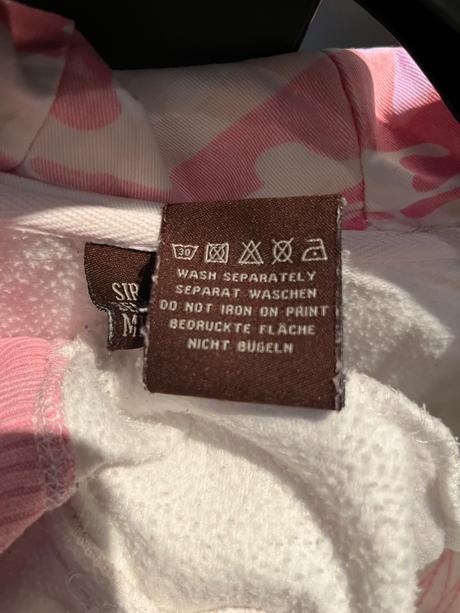 30
WASH SEPARATELY
SEPARAT WASCHEN
DO NOT IRON ON PRINT
BEDRUCKTE FLÄCHE
NICHT BÜGELN
M